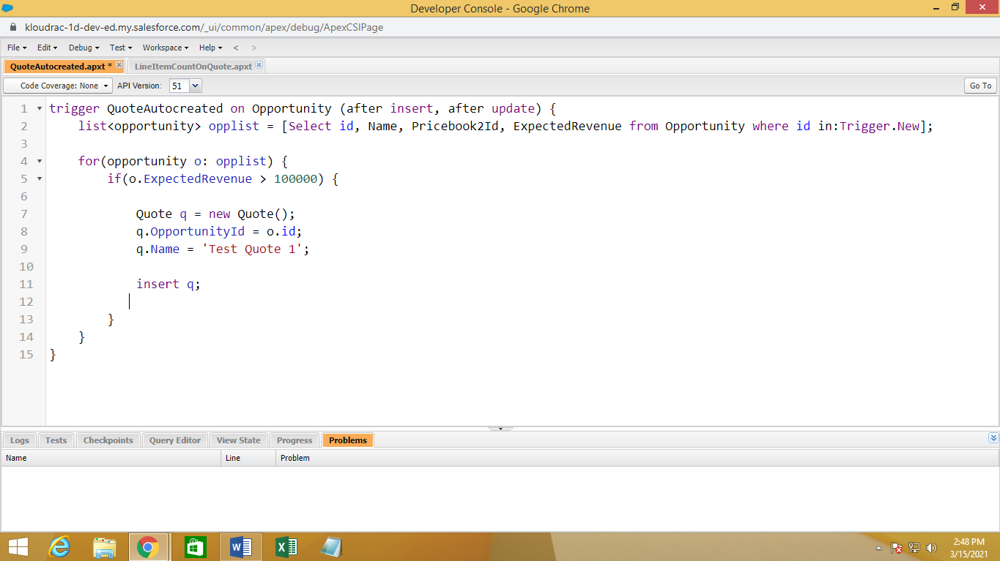 Developer Console - Google Chrome
kloudrac-1d-dev-ed.my.salesforce.com/_ui/common/apex/debug/ApexCSIPage
File Edit Debug Test Workspace Help < >
QuoteAutocreated.apxt * LineItemCountOnQuote.apxt
Code Coverage: None API Version: 51 Go To
1 trigger QuoteAutocreated on Opportunity (after insert, after update) {
2 list<opportunity> opplist = [Select id, Name, Pricebook2Id, ExpectedRevenue from Opportunity where id in:Trigger.New];
3
4 for(opportunity o: opplist) {
5 if(o.ExpectedRevenue > 100000) {
6
7 Quote q = new Quote();
8 q.OpportunityId = o.id;
9 q.Name = 'Test Quote 1';
10
11 insert q;
12
13 }
14 }
15 }
Logs Tests Checkpoints Query Editor View State Progress Problems
Name Line Problem
2:48 PM
3/15/2021